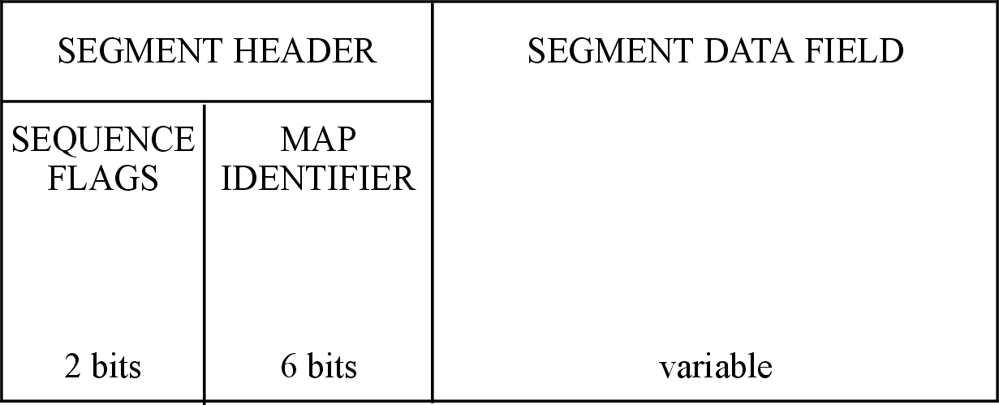 SEGMENT HEADER
SEGMENT DATA FIELD
SEQUENCE
FLAGS
MAP
IDENTIFIER
2 bits
6 bits
variable